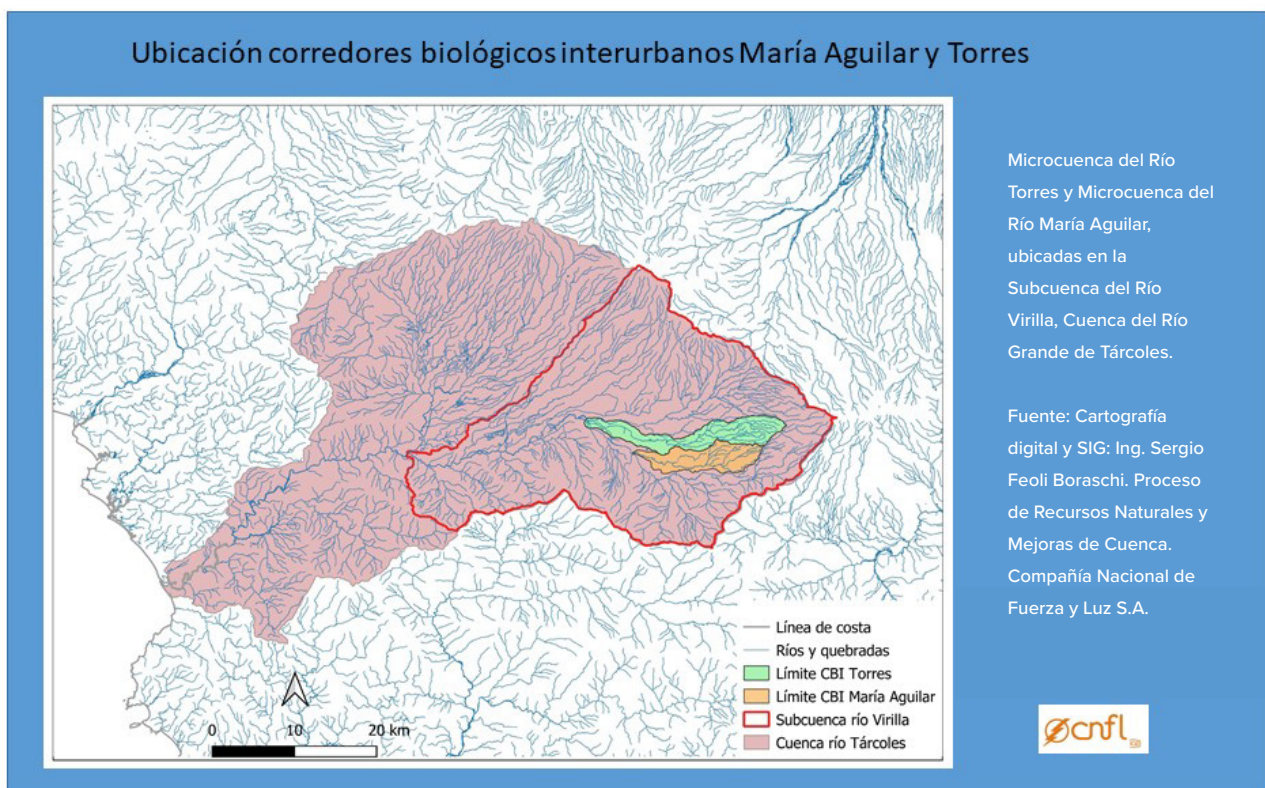 Ubicación corredores biológicos interurbanos María Aguilar y Torres
Microcuenca del Río
Torres y Microcuenca del
Río María Aguilar,
ubicadas en la
Subcuenca del Río
Virilla, Cuenca del Río
Grande de Tárcoles.
Fuente: Cartografía
digital y SIG: Ing. Sergio
Feoli Boraschi. Proceso
de Recursos Naturales y
Mejoras de Cuenca.
Compañía Nacional de
Fuerza y Luz S.A.
Línea de costa
Ríos y quebradas
Límite CBI Torres
Límite CBI María Aguilar
Subcuenca río Virilla
Cuenca río Tárcoles
0 10 20 km
cnfl